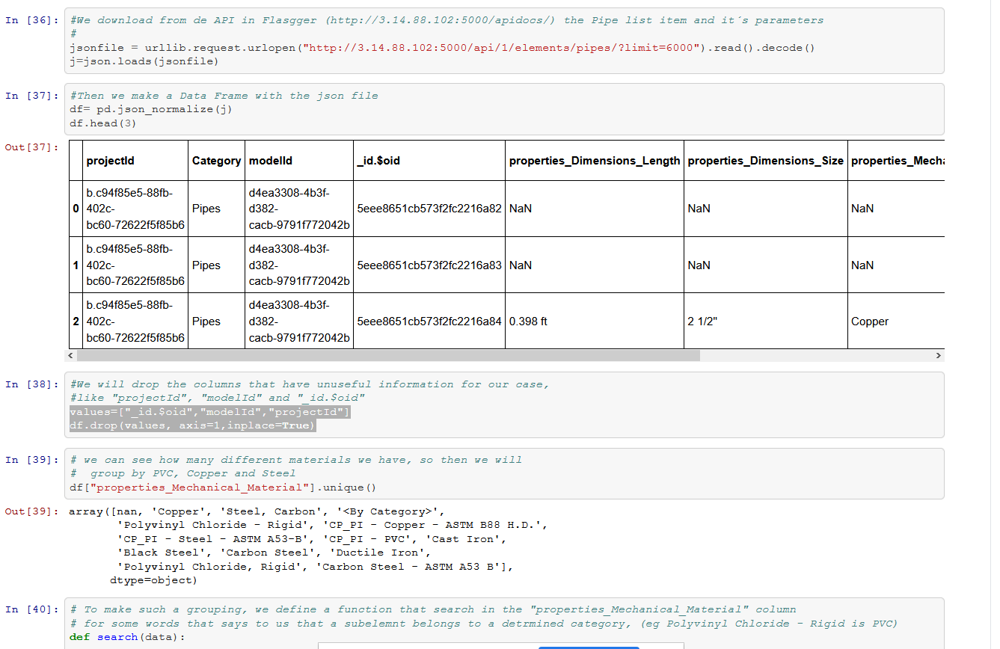 In [36]:
#We download from de API in Flasgger (http://3.14.88.102:5000/apidocs/) the Pipe list item and it´s parameters
#
jsonfile = urllib.request.urlopen("http://3.14.88.102:5000/api/1/elements/pipes/?limit=6000").read().decode()
j=json.loads(jsonfile)
In [37]:
#Then we make a Data Frame with the json file
df= pd.json_normalize(j)
df.head(3)
Out[37]:
projectId Category modelId _id.$oid properties_Dimensions_Length properties_Dimensions_Size properties_Mecha
b.c94f85e5-88fb- d4ea3308-4b3f-
0 402c- Pipes d382- 5eee8651cb573f2fc2216a82 NaN NaN NaN
bc60-72622f5f85b6 cacb-9791f772042b
b.c94f85e5-88fb- d4ea3308-4b3f-
1 402c- Pipes d382- 5eee8651cb573f2fc2216a83 NaN NaN NaN
bc60-72622f5f85b6 cacb-9791f772042b
b.c94f85e5-88fb- d4ea3308-4b3f-
2 402c- Pipes d382- 5eee8651cb573f2fc2216a84 0.398 ft 2 1/2" Copper
bc60-72622f5f85b6 cacb-9791f772042b
In [38]:
#We will drop the columns that have unuseful information for our case,
#like "projectId", "modelId" and "_id.$oid"
values=["_id.$oid","modelId","projectId"]
df.drop(values, axis=1,inplace=True)
In [39]:
# we can see how many different materials we have, so then we will
#  group by PVC, Copper and Steel
df["properties_Mechanical_Material"].unique()
Out[39]:
array([nan, 'Copper', 'Steel, Carbon', '<By Category>',
'Polyvinyl Chloride - Rigid', 'CP_PI - Copper - ASTM B88 H.D.',
'CP_PI - Steel - ASTM A53-B', 'CP_PI - PVC', 'Cast Iron',
'Black Steel', 'Carbon Steel', 'Ductile Iron',
'Polyvinyl Chloride, Rigid', 'Carbon Steel - ASTM A53 B'],
dtype=object)
In [40]:
# To make such a grouping, we define a function that search in the "properties_Mechanical_Material" column
# for some words that says to us that a subelemnt belongs to a detrmined category, (eg Polyvinyl Chloride - Rigid is PVC)
def search(data):